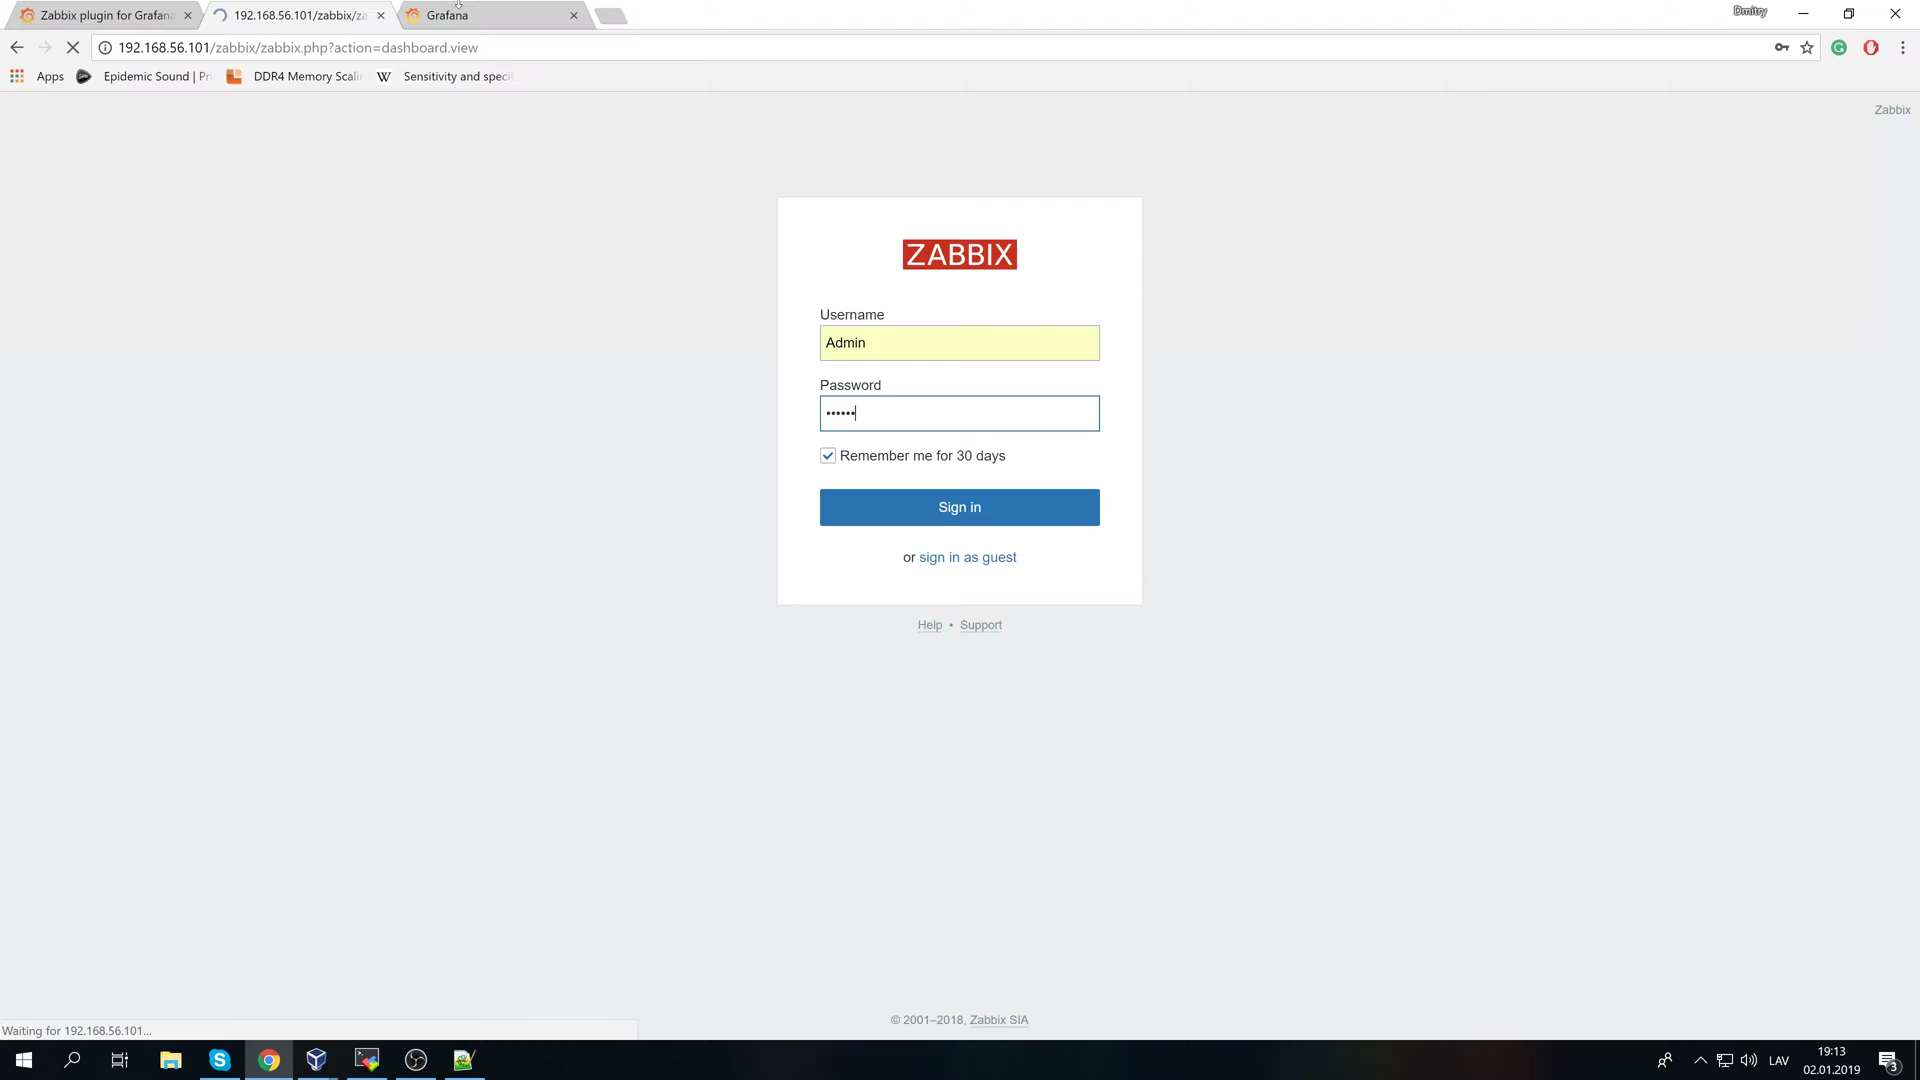 Zabbix plugin for Grafana
192.168.56.101/zabbix/za
Grafana
Dmitry
192.168.56.101/zabbix/zabbix.php?action=dashboard.view
Apps
Epidemic Sound | Pri
DDR4 Memory Scali
Sensitivity and speci
Zabbix
ZABBIX
Username
Admin
Password
••••••
Remember me for 30 days
Sign in
or sign in as guest
Help • Support
© 2001–2018, Zabbix SIA
Waiting for 192.168.56.101...
LAV
19:13
02.01.2019
3